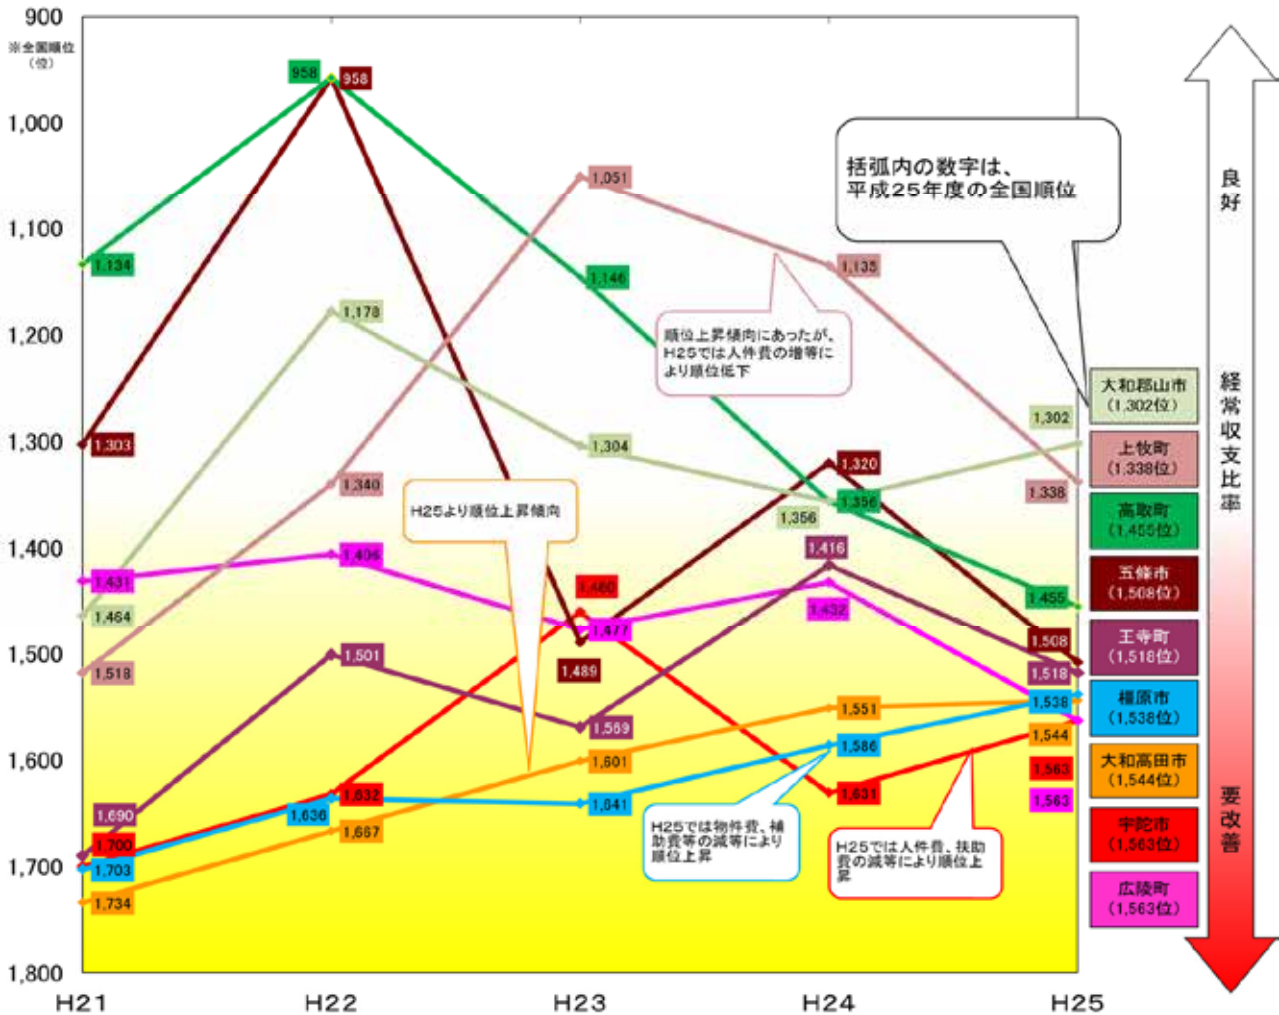 900
※全国順位
(位)
1,000
1,100
1,200
1,300
1,400
1,500
1,600
1,700
1,800
H21
H22
H23
H24
H25
958
958
1,134
1,303
1,431
1,464
1,518
1,690
1,700
1,703
1,734
1,178
1,340
1,406
1,501
1,632
1,636
1,667
1,051
1,146
1,304
1,460
1,477
1,489
1,569
1,601
1,641
1,135
1,320
1,356
1,356
1,416
1,432
1,551
1,586
1,631
1,302
1,338
1,455
1,508
1,518
1,538
1,544
1,563
1,563
括弧内の数字は、
平成25年度の全国順位
順位上昇傾向にあったが、
H25では人件費の増等に
より順位低下
H25より順位上昇傾向
H25では物件費、補
助費等の減等により
順位上昇
H25では人件費、扶助
費の減等により順位上
昇
大和郡山市
(1,302位)
上牧町
(1,338位)
高取町
(1,455位)
五條市
(1,508位)
王寺町
(1,518位)
橿原市
(1,538位)
大和高田市
(1,544位)
宇陀市
(1,563位)
広陵町
(1,563位)
良好
経常収支比率
要改善